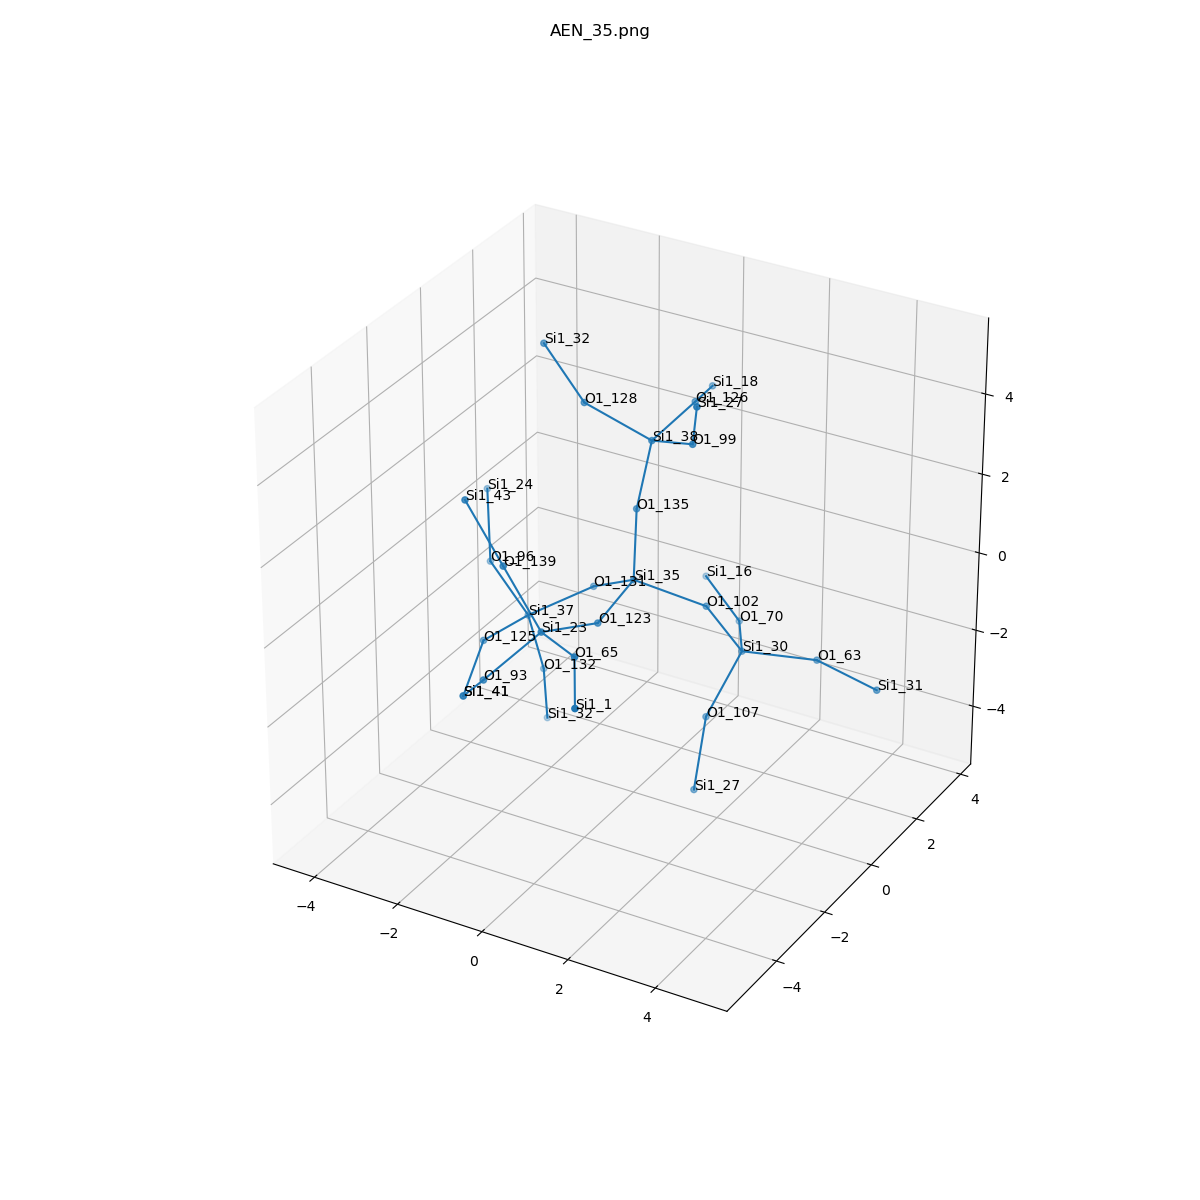 AEN_35.png
Si1_32
Si1_18
O1_126
Si1_27
O1_128
Si1_38
O1_99
Si1_24
Si1_43
O1_135
O1_96
O1_139
Si1_35
Si1_16
O1_131
O1_102
Si1_37
O1_70
O1_123
Si1_23
O1_125
Si1_30
O1_65
O1_63
O1_132
O1_93
Si1_31
Si1_41
Si1_1
Si1_32
O1_107
Si1_27
4
2
0
−2
−4
4
2
0
−2
−4
−4
−2
0
2
4